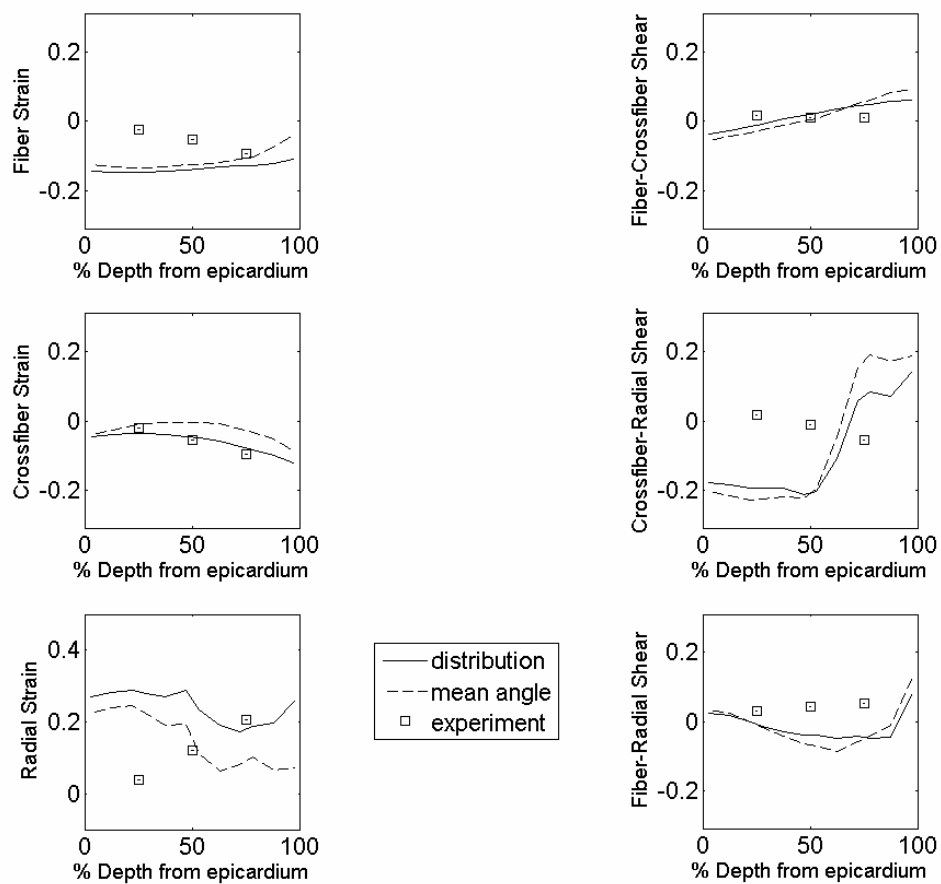 0.2
0
-0.2
Fiber Strain
0 50 100
% Depth from epicardium
0.2
0
-0.2
Fiber-Crossfiber Shear
0 50 100
% Depth from epicardium
0.2
0
-0.2
Crossfiber Strain
0 50 100
% Depth from epicardium
0.2
0
-0.2
Crossfiber-Radial Shear
0 50 100
% Depth from epicardium
0.4
0.2
0
Radial Strain
0 50 100
% Depth from epicardium
distribution
mean angle
experiment
0.2
0
-0.2
Fiber-Radial Shear
0 50 100
% Depth from epicardium